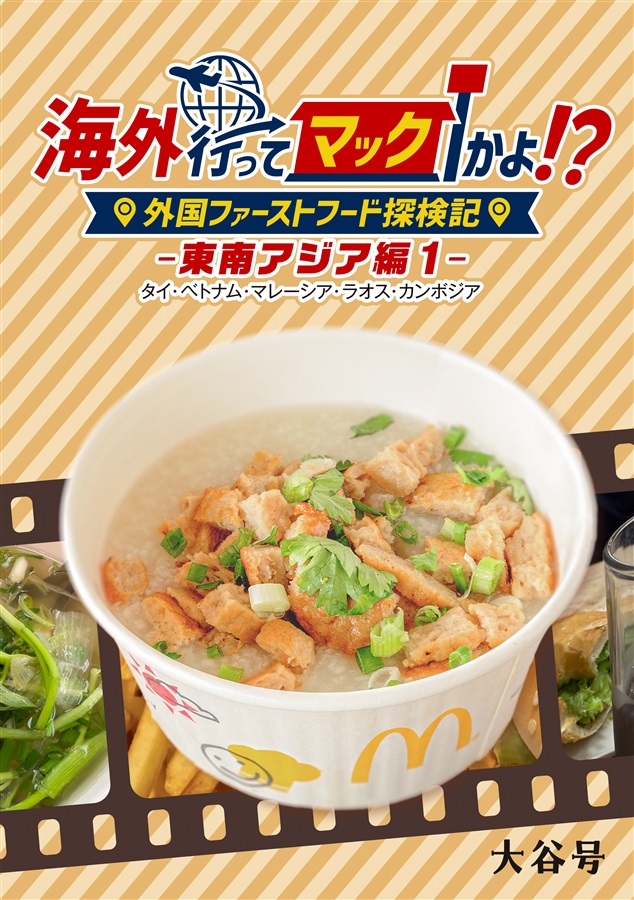 海外行ってマックかよ!?
外国ファーストフード探検記
-東南アジア編1-
タイ・ベトナム・マレーシア・ラオス・カンボジア
大谷号